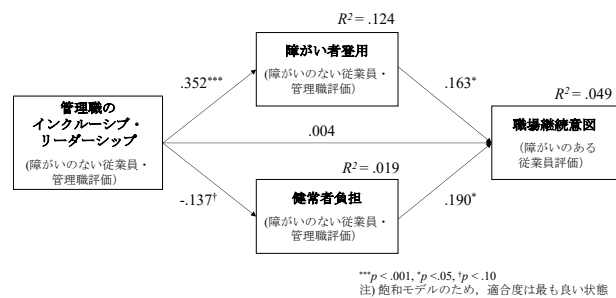 R² = .124
障がい者登用
(障がいのない従業員・
管理職評価)
.352***
.163*
R² = .049
管理職の
インクルーシブ・
リーダーシップ
(障がいのない従業員・
管理職評価)
.004
職場継続意図
（障がいのある
従業員評価）
R² = .019
-.137†
健常者負担
(障がいのない従業員・
管理職評価)
.190*
***p < .001, *p <.05, †p < .10
注) 飽和モデルのため，適合度は最も良い状態